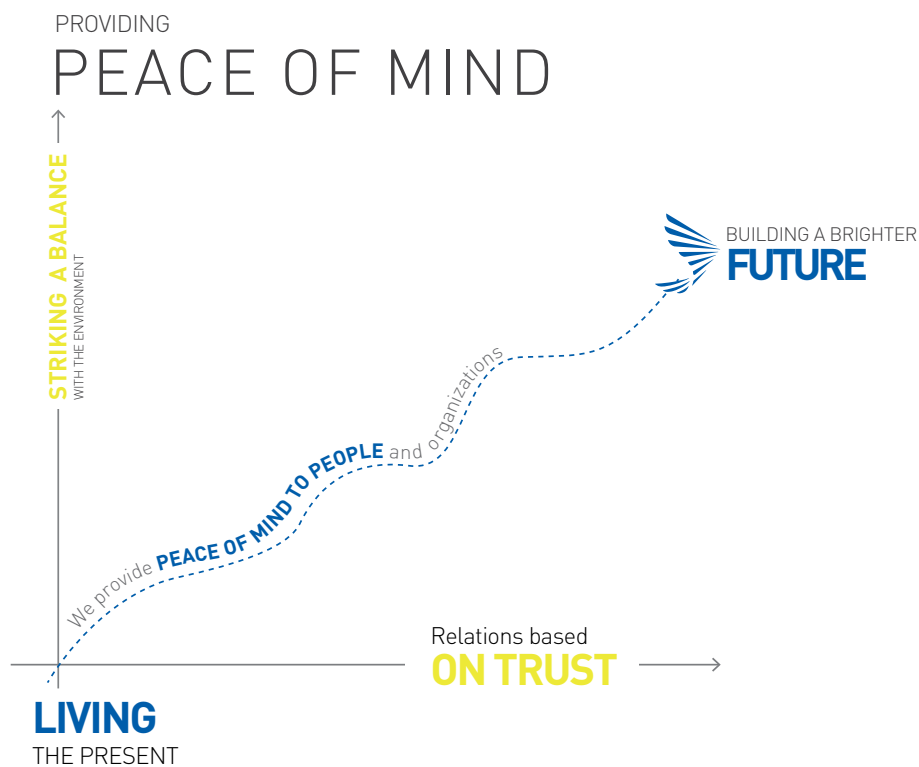 PROVIDING
PEACE OF MIND
STRIKING A BALANCE
WITH THE ENVIRONMENT
BUILDING A BRIGHTER
FUTURE
We provide PEACE OF MIND TO PEOPLE and organizations
Relations based
ON TRUST
LIVING
THE PRESENT